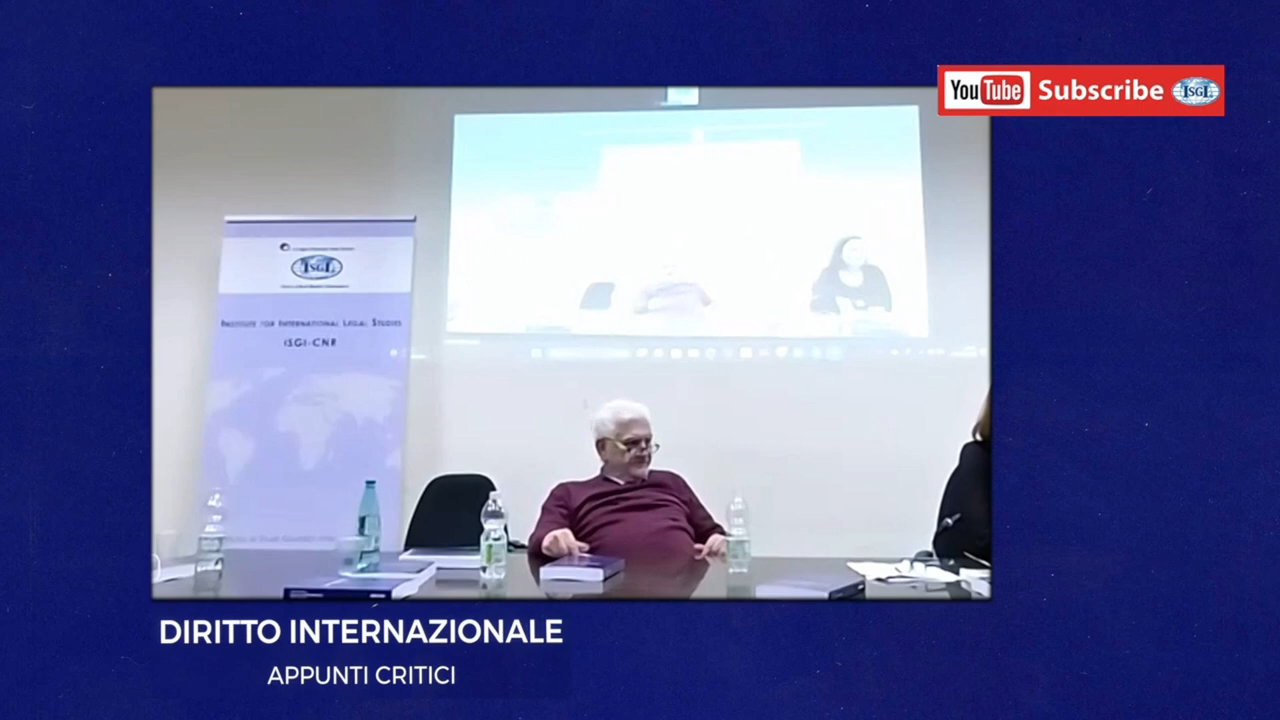 YouTube Subscribe ISGI
ISGI
INSTITUTE FOR INTERNATIONAL LEGAL STUDIES
ISGI-CNR
DIRITTO INTERNAZIONALE
APPUNTI CRITICI